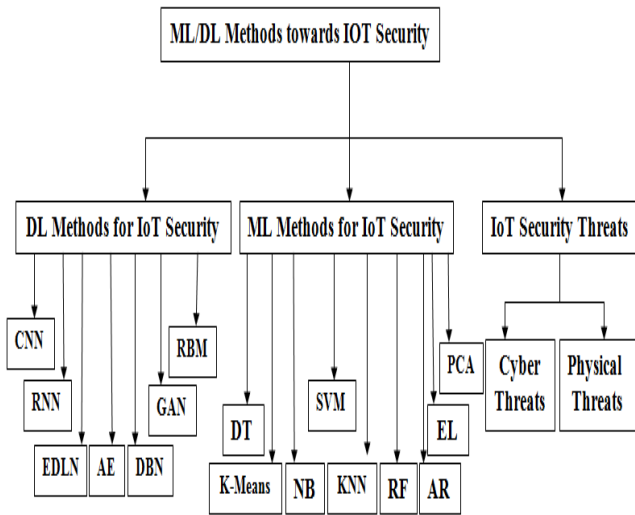 ML/DL Methods towards IOT Security
DL Methods for IoT Security
ML Methods for IoT Security
IoT Security Threats
CNN
RNN
EDLN
AE
DBN
GAN
RBM
DT
K-Means
NB
SVM
KNN
RF
AR
EL
PCA
Cyber
Threats
Physical
Threats